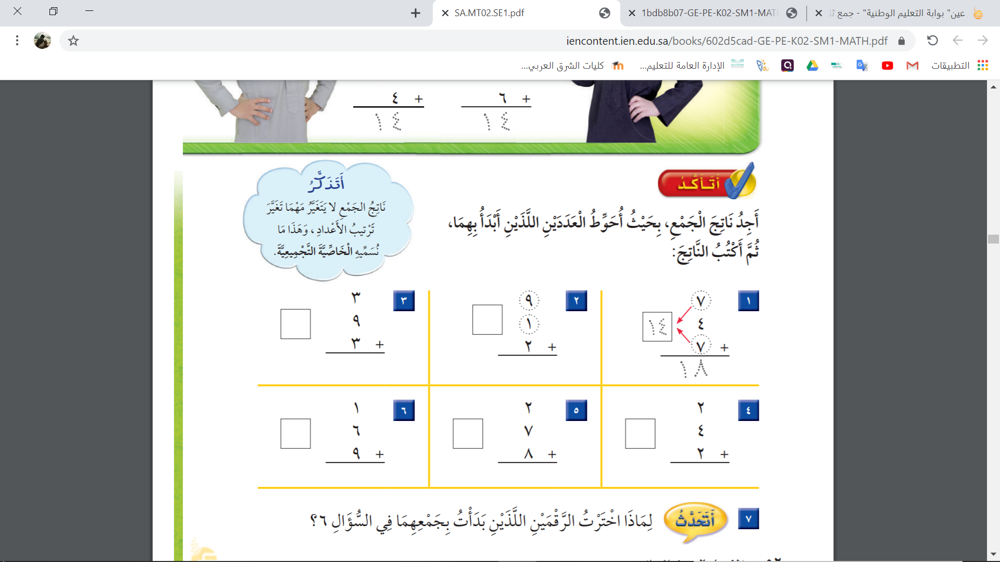 SA.MT02.SE1.pdf
1bdb8b07-GE-PE-K02-SM1-MAT
عين" بوابة التعليم الوطنية" - جمع ثلا
iencontent.ien.edu.sa/books/602d5cad-GE-PE-K02-SM1-MATH.pdf
التطبيقات
الإدارة العامة للتعليم...
كليات الشرق العربي...
+ ٦
١٤
+ ٤
١٤
أَتَأَكَّدُ
أَجِدُ نَاتِجَ الْجَمْعِ، بِحَيْثُ أُحَوِّطُ الْعَدَدَيْنِ اللَّذَيْنِ أَبْدَأُ بِهِمَا،
ثُمَّ أَكْتُبُ النَّاتِجَ:
أَتَذَكَّرُ
نَاتِجُ الجَمْعِ لا يَتَغَيَّرُ مَهْمَا تَغَيَّرَ
تَرْتيبُ الأَعْدادِ ، وَهَذَا مَا
نُسَمِّيهِ الْخَاصِّيَّةَ التَّجْمِيعِيَّةَ.
١
٧
٤
+ ٧
١٤
١٨
٢
٩
١
+ ٢
٣
٣
٩
+ ٣
٤
٢
٤
+ ٢
٥
٢
٧
+ ٨
٦
١
٦
+ ٩
٧ أَتَحَدَّثُ لِمَاذَا اخْتَرْتُ الرَّقْمَيْنِ اللَّذَيْنِ بَدَأْتُ بِجَمْعِهِمَا فِي السُّؤَالِ ٦؟